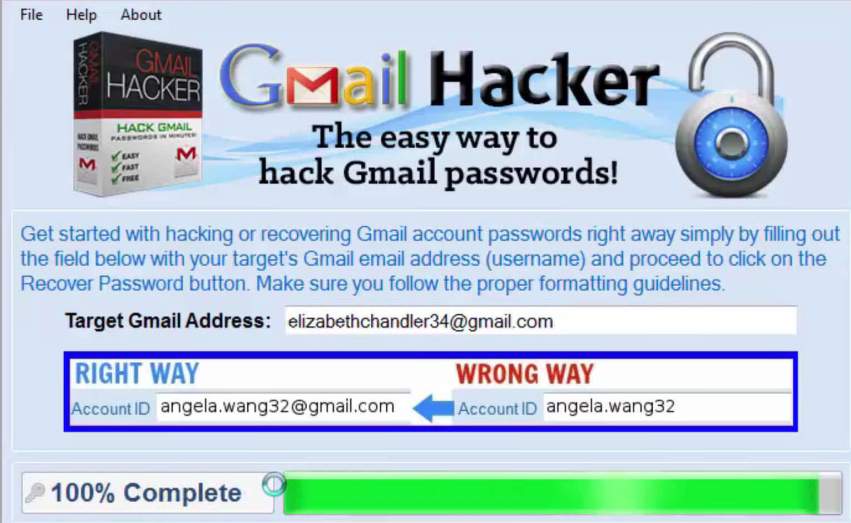 File Help About
GMAIL HACKER
GMAIL
HACKER
HACK GMAIL
PASSWORDS IN MINUTES!
HACK GMAIL
PASSWORDS
EASY
FAST
FREE
Gmail Hacker
The easy way to
hack Gmail passwords!
Get started with hacking or recovering Gmail account passwords right away simply by filling out
the field below with your target's Gmail email address (username) and proceed to click on the
Recover Password button. Make sure you follow the proper formatting guidelines.
Target Gmail Address: elizabethchandler34@gmail.com
RIGHT WAY WRONG WAY
Account ID angela.wang32@gmail.com Account ID angela.wang32
100% Complete